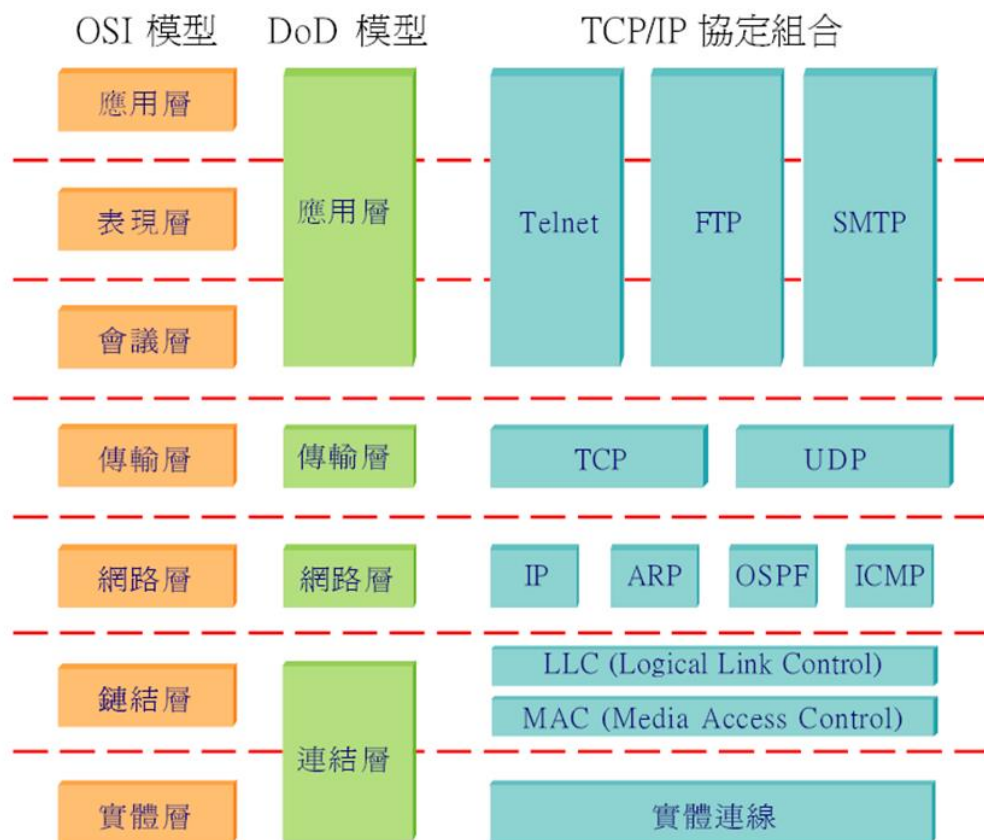 OSI 模型 DoD 模型 TCP/IP 協定組合
應用層
表現層
會議層
應用層
Telnet FTP SMTP
傳輸層 傳輸層 TCP UDP
網路層 網路層 IP ARP OSPF ICMP
鏈結層
實體層
連結層
LLC (Logical Link Control)
MAC (Media Access Control)
實體連線